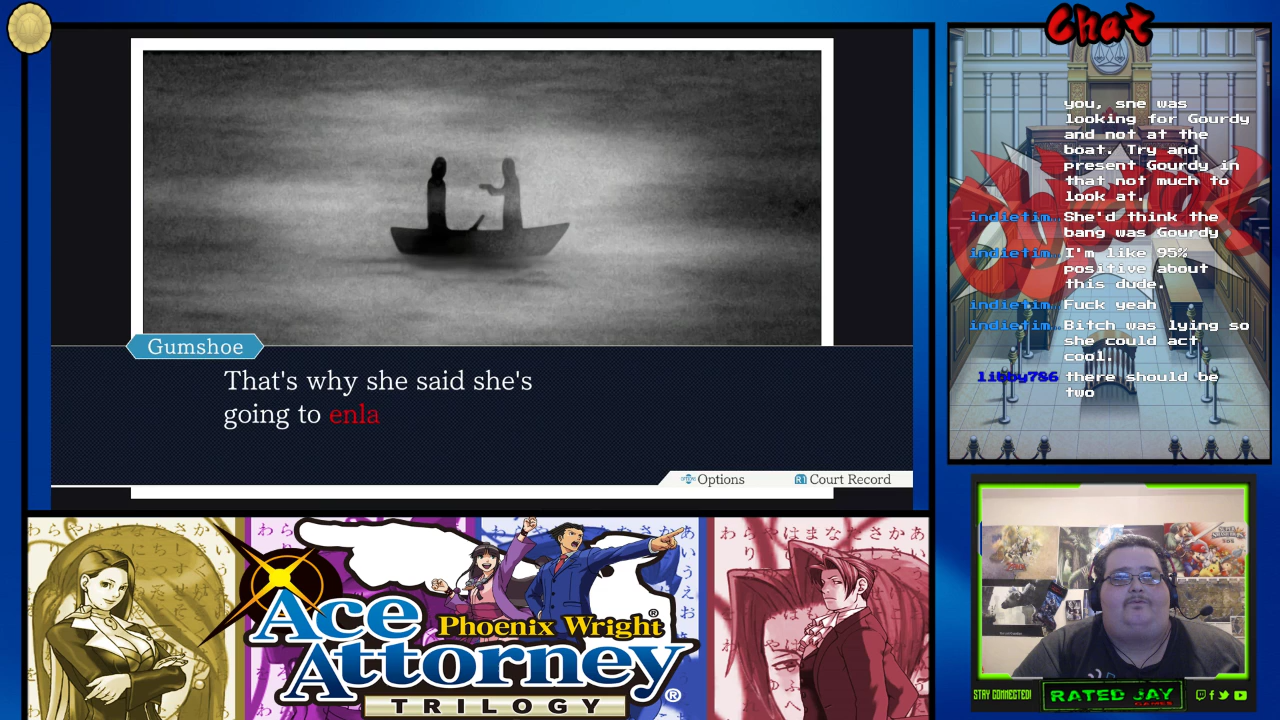 Gumshoe
That's why she said she's
going to enla
Options
R1 Court Record
Chat
you, she was
looking for Gourdy
and not at the
boat. Try and
present Gourdy in
that not much to
look at.
indietim… She'd think the
bang was Gourdy
indietim… I'm like 95%
positive about
this dude.
indietim… Fuck yeah
indietim… Bitch was lying so
she could act
cool.
libby786 there should be
two
Ace
Phoenix Wright®
Attorney®
TRILOGY
STAY CONNECTED!
RATED JAY
GAMES